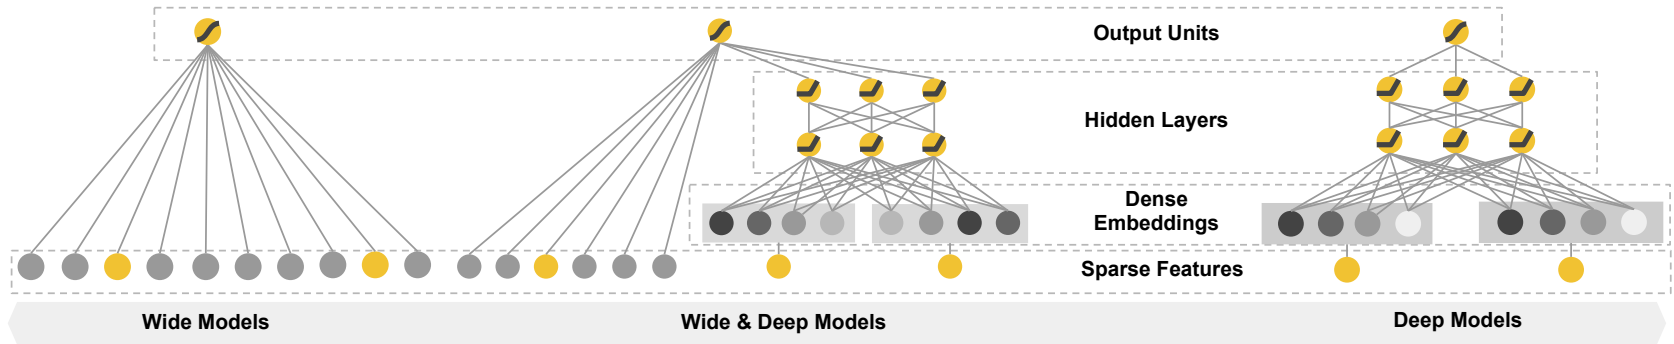 Output Units
Hidden Layers
Dense
Embeddings
Sparse Features
Wide Models
Wide & Deep Models
Deep Models